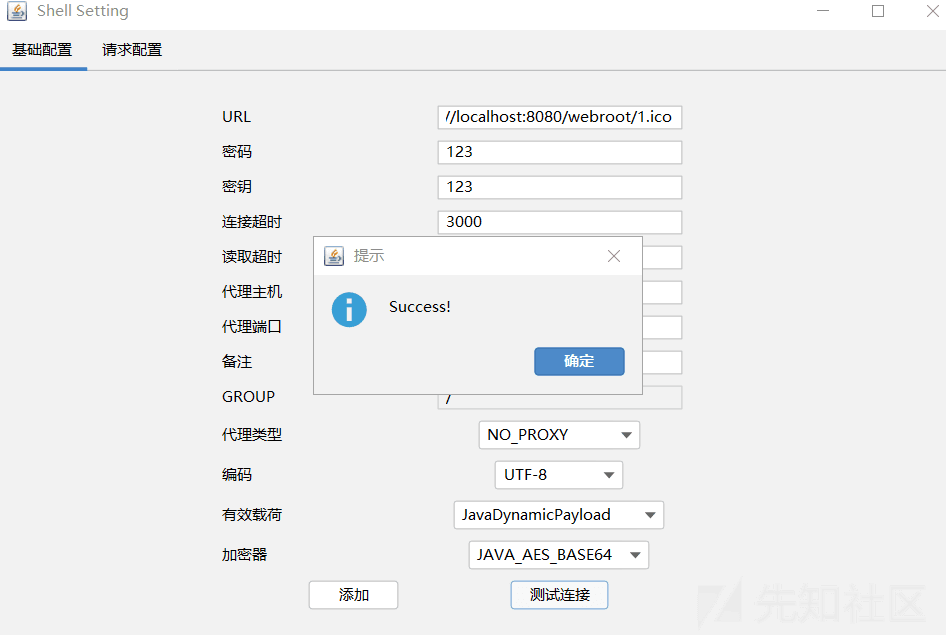 Shell Setting
基础配置 请求配置
URL //localhost:8080/webroot/1.ico
密码 123
密钥 123
连接超时 3000
读取超时
代理主机
代理端口
备注
GROUP /
提示
Success!
确定
代理类型 NO_PROXY
编码 UTF-8
有效载荷 JavaDynamicPayload
加密器 JAVA_AES_BASE64
添加 测试连接
先知社区